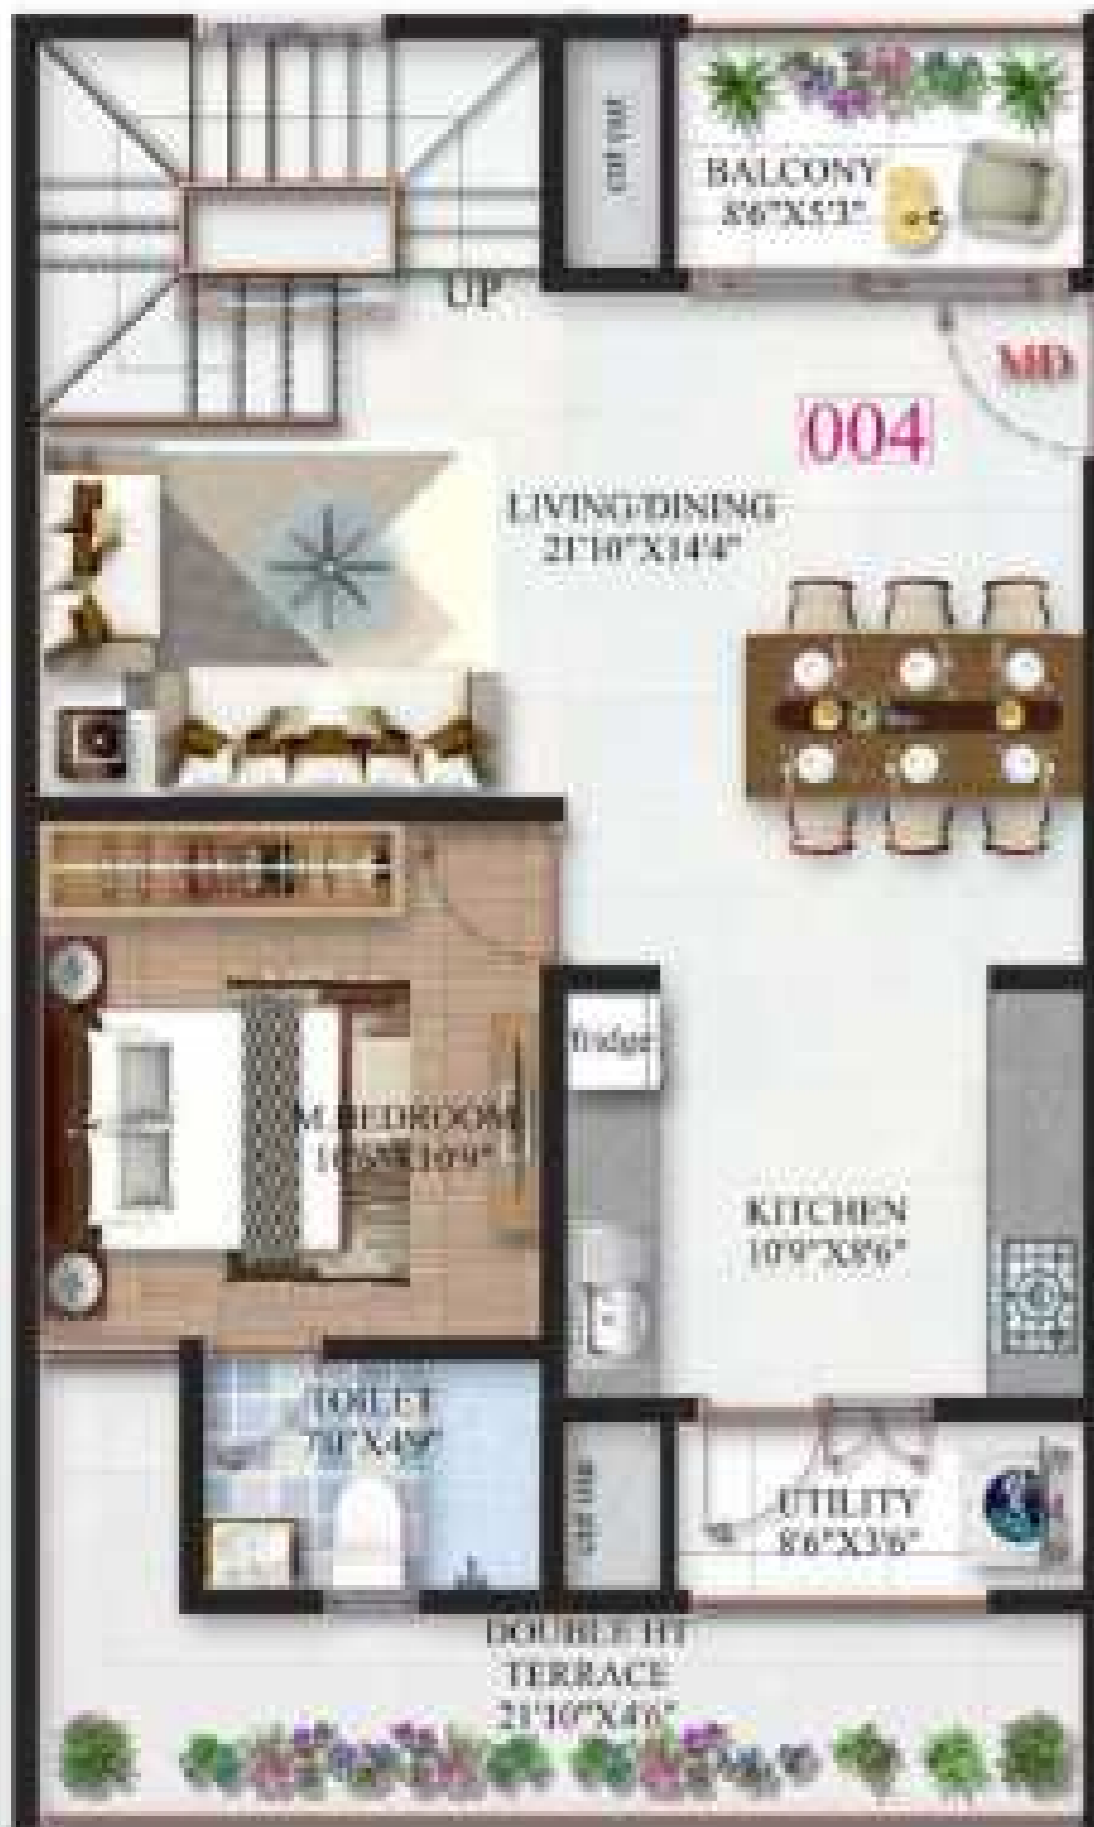 BALCONY
8'6"X5'3"
UP
MD
004
LIVING/DINING
21'10"X14'4"
fridge
M.BEDROOM
KITCHEN
10'9"X8'6"
TOILET
UTILITY
8'6"X3'6"
DOUBLE HT
TERRACE
21'10"X4'6"